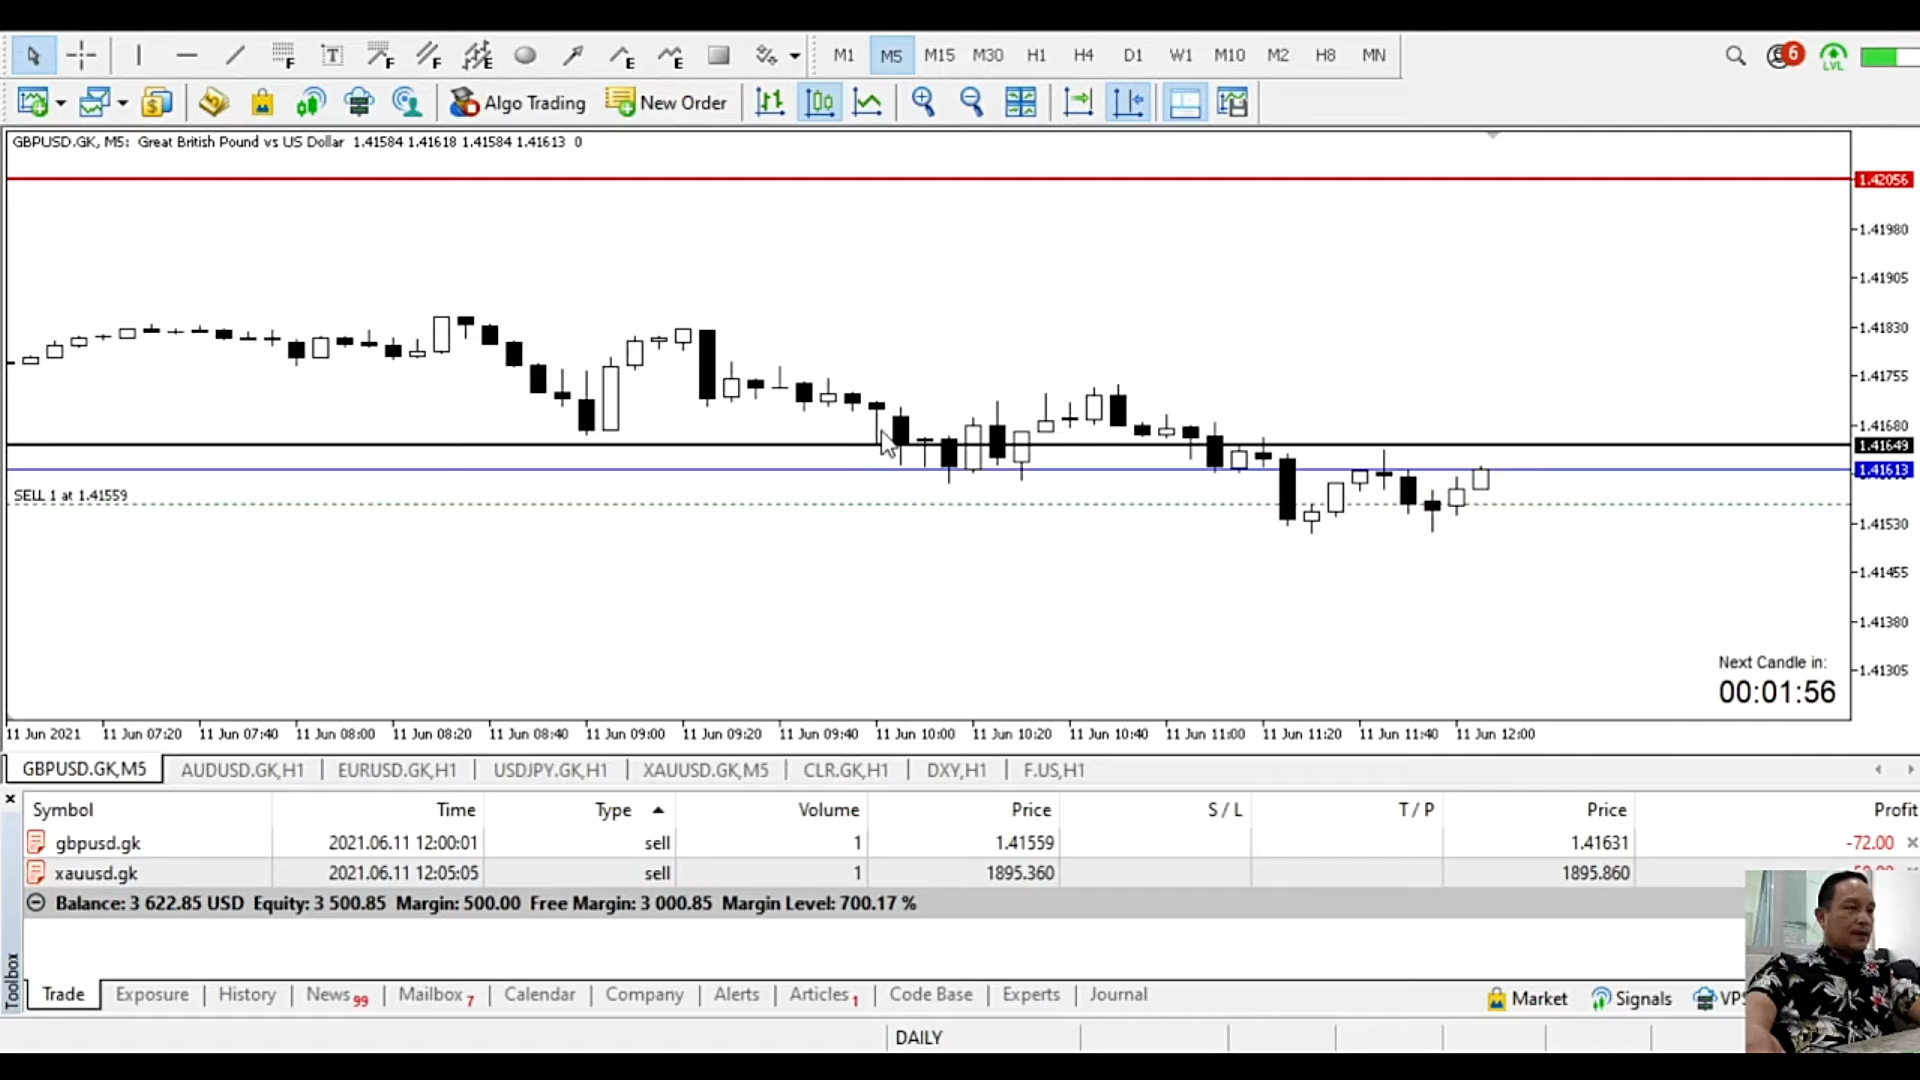 M1 M5 M15 M30 H1 H4 D1 W1 M10 M2 H8 MN
6
LVL
Algo Trading New Order
GBPUSD.GK, M5: Great British Pound vs US Dollar 1.41584 1.41618 1.41584 1.41613 0
1.42056
1.41980
1.41905
1.41830
1.41755
1.41680
1.41649
1.41613
SELL 1 at 1.41559
1.41530
1.41455
1.41380
1.41305
Next Candle in:
00:01:56
11 Jun 2021 11 Jun 07:20 11 Jun 07:40 11 Jun 08:00 11 Jun 08:20 11 Jun 08:40 11 Jun 09:00 11 Jun 09:20 11 Jun 09:40 11 Jun 10:00 11 Jun 10:20 11 Jun 10:40 11 Jun 11:00 11 Jun 11:20 11 Jun 11:40 11 Jun 12:00
GBPUSD.GK,M5 AUDUSD.GK,H1 EURUSD.GK,H1 USDJPY.GK,H1 XAUUSD.GK,M5 CLR.GK,H1 DXY,H1 F.US,H1
Symbol Time Type Volume Price S / L T / P Price Profit
gbpusd.gk 2021.06.11 12:00:01 sell 1 1.41559 1.41631 -72.00
xauusd.gk 2021.06.11 12:05:05 sell 1 1895.360 1895.860
Balance: 3 622.85 USD Equity: 3 500.85 Margin: 500.00 Free Margin: 3 000.85 Margin Level: 700.17 %
Toolbox
Trade Exposure History News 99 Mailbox 7 Calendar Company Alerts Articles 1 Code Base Experts Journal
Market Signals VPS
DAILY